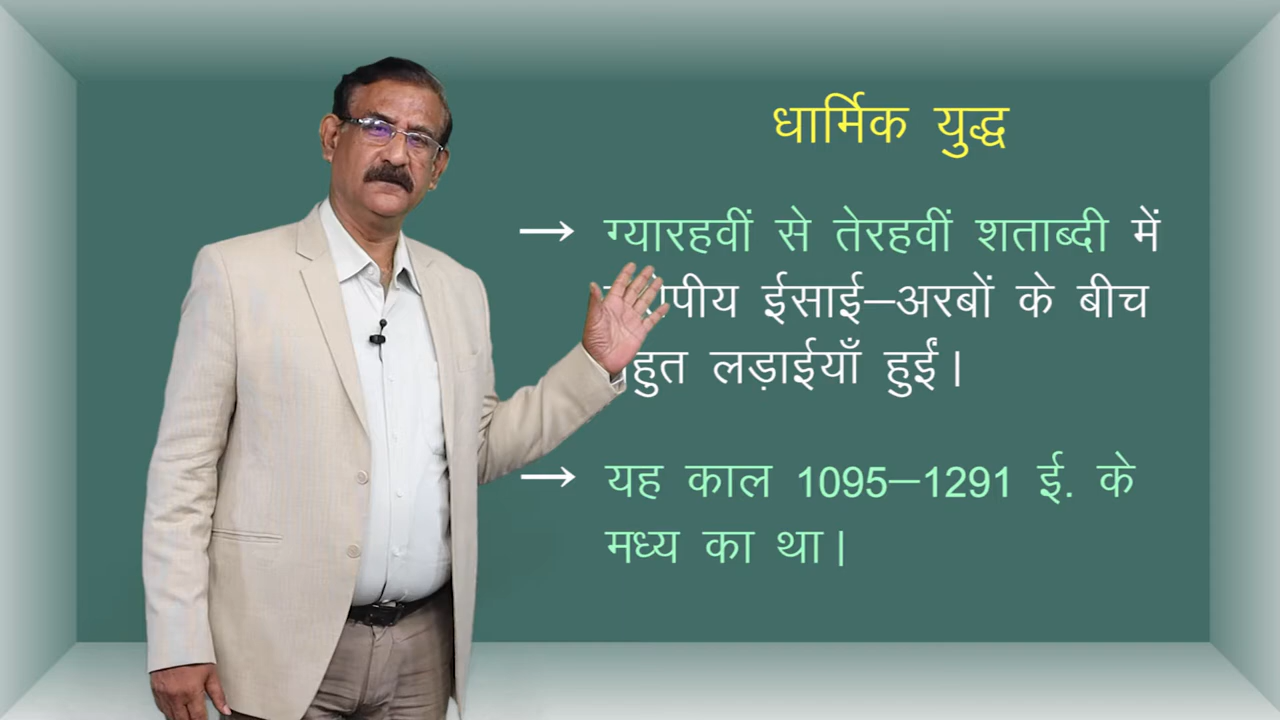 धार्मिक युद्ध
→ ग्यारहवीं से तेरहवीं शताब्दी में
ईसाई–अरबों के बीच
लड़ाईयाँ हुईं।
→ यह काल 1095–1291 ई. के
मध्य का था।